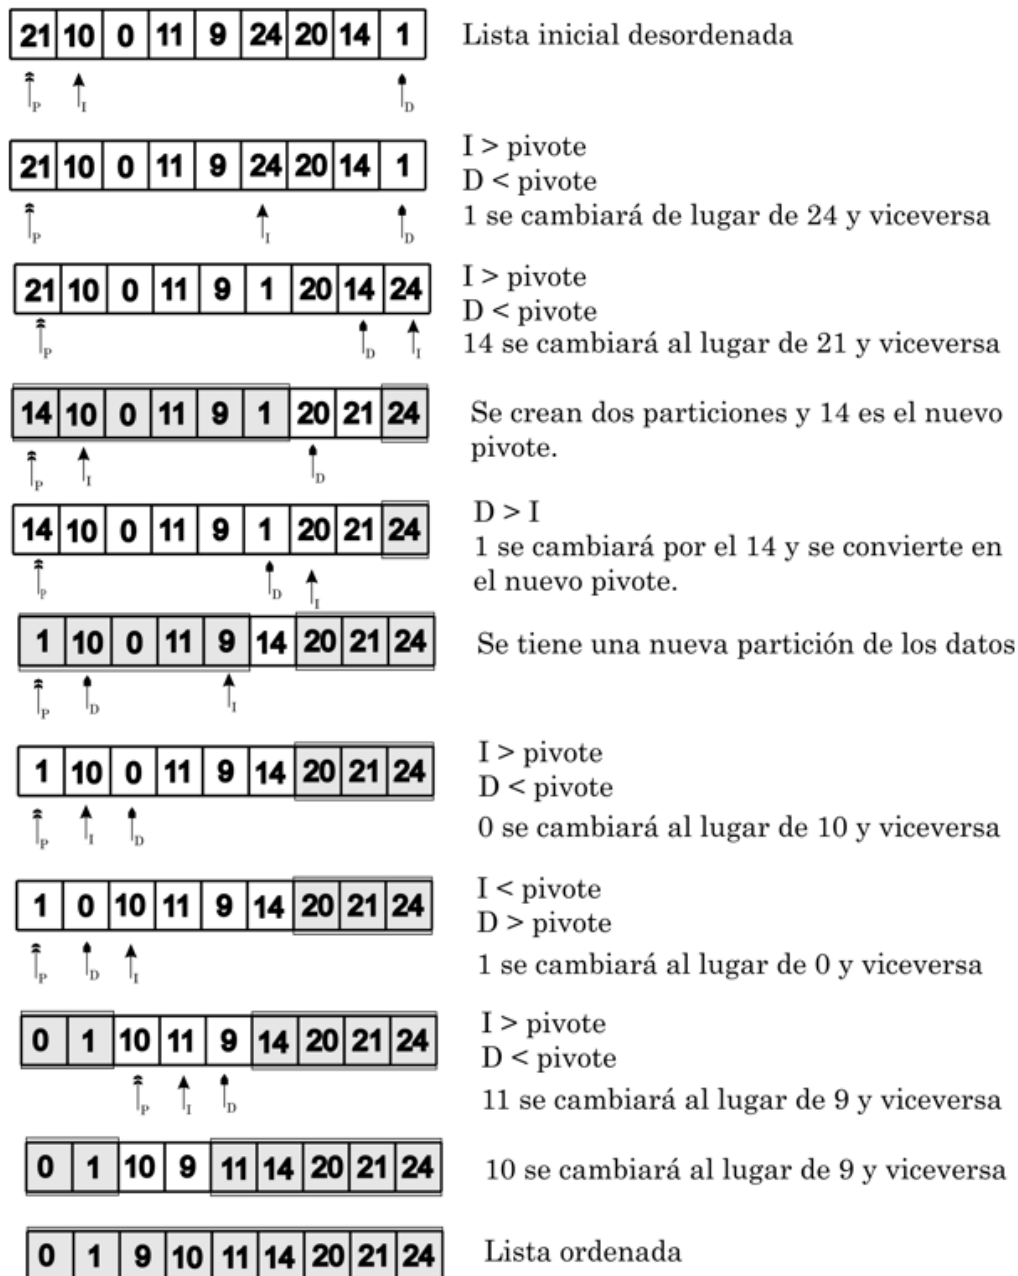 21 10 0 11 9 24 20 14 1 Lista inicial desordenada
P I D
21 10 0 11 9 24 20 14 1 I > pivote
D < pivote
1 se cambiará de lugar de 24 y viceversa
P I D
21 10 0 11 9 1 20 14 24 I > pivote
D < pivote
14 se cambiará al lugar de 21 y viceversa
P D I
14 10 0 11 9 1 20 21 24 Se crean dos particiones y 14 es el nuevo
pivote.
P I D
14 10 0 11 9 1 20 21 24 D > I
1 se cambiará por el 14 y se convierte en
el nuevo pivote.
P D I
1 10 0 11 9 14 20 21 24 Se tiene una nueva partición de los datos
P D I
1 10 0 11 9 14 20 21 24 I > pivote
D < pivote
0 se cambiará al lugar de 10 y viceversa
P I D
1 0 10 11 9 14 20 21 24 I < pivote
D > pivote
1 se cambiará al lugar de 0 y viceversa
P D I
0 1 10 11 9 14 20 21 24 I > pivote
D < pivote
11 se cambiará al lugar de 9 y viceversa
P I D
0 1 10 9 11 14 20 21 24 10 se cambiará al lugar de 9 y viceversa
0 1 9 10 11 14 20 21 24 Lista ordenada